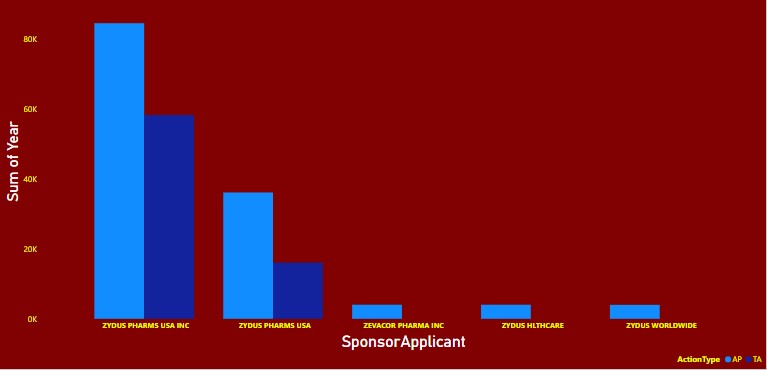 Sum of Year
80K
60K
40K
20K
0K
ZYDUS PHARMS USA INC
ZYDUS PHARMS USA
ZEVACOR PHARMA INC
ZYDUS HLTHCARE
ZYDUS WORLDWIDE
SponsorApplicant
ActionType AP TA